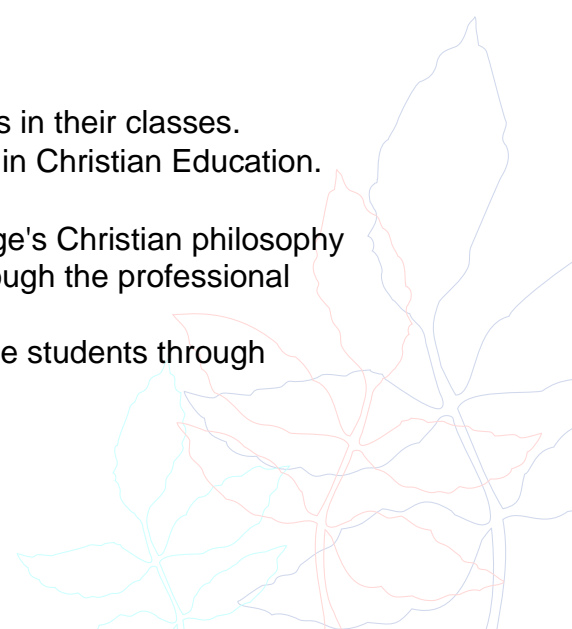 s in their classes.
in Christian Education.
ge's Christian philosophy
ough the professional
e students through